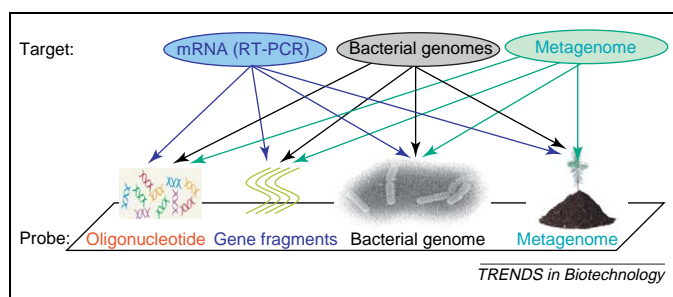 Target: mRNA (RT-PCR) Bacterial genomes Metagenome
Probe: Oligonucleotide Gene fragments Bacterial genome Metagenome
TRENDS in Biotechnology